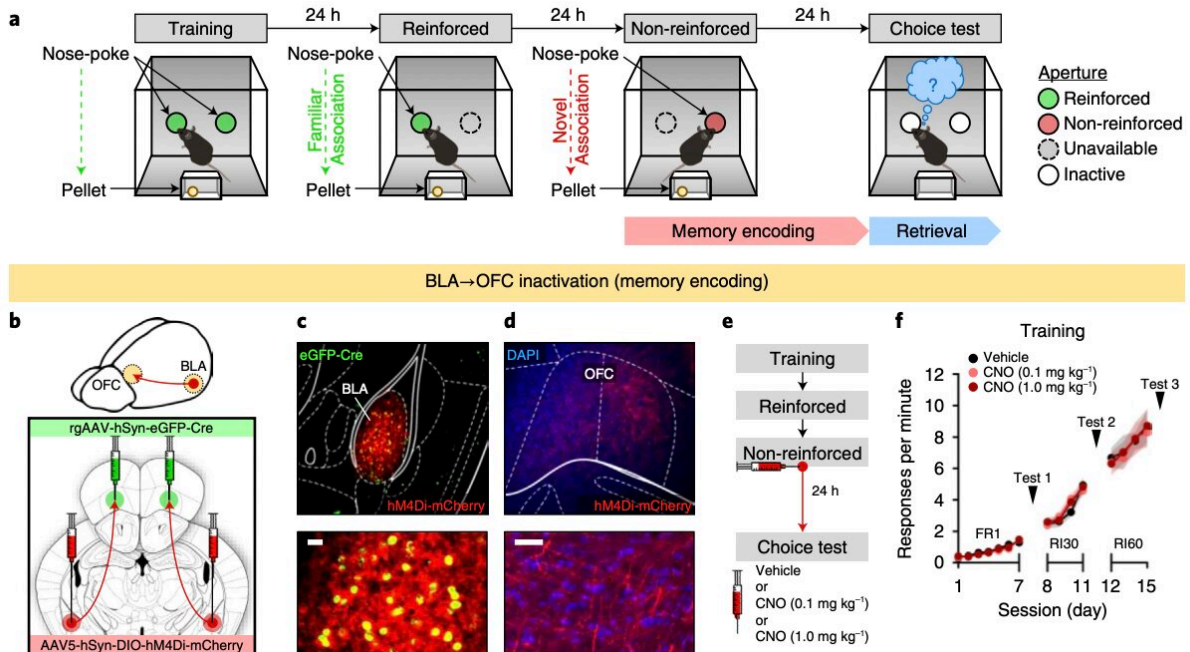 a
24 h
24 h
24 h
Training
Reinforced
Non-reinforced
Choice test
Nose-poke
Nose-poke
Nose-poke
Familiar
Association
Novel
Association
?
Pellet
Pellet
Pellet
Aperture
Reinforced
Non-reinforced
Unavailable
Inactive
Memory encoding
Retrieval
BLA→OFC inactivation (memory encoding)
b
OFC
BLA
rgAAV-hSyn-eGFP-Cre
AAV5-hSyn-DIO-hM4Di-mCherry
c
eGFP-Cre
BLA
hM4Di-mCherry
d
DAPI
OFC
hM4Di-mCherry
e
Training
Reinforced
Non-reinforced
24 h
Choice test
Vehicle
or
CNO (0.1 mg kg⁻¹)
or
CNO (1.0 mg kg⁻¹)
f
Training
Vehicle
CNO (0.1 mg kg⁻¹)
CNO (1.0 mg kg⁻¹)
Test 3
Test 2
Test 1
Responses per minute
12
10
8
6
4
2
0
FR1
RI30
RI60
1
7
8
11
12
15
Session (day)